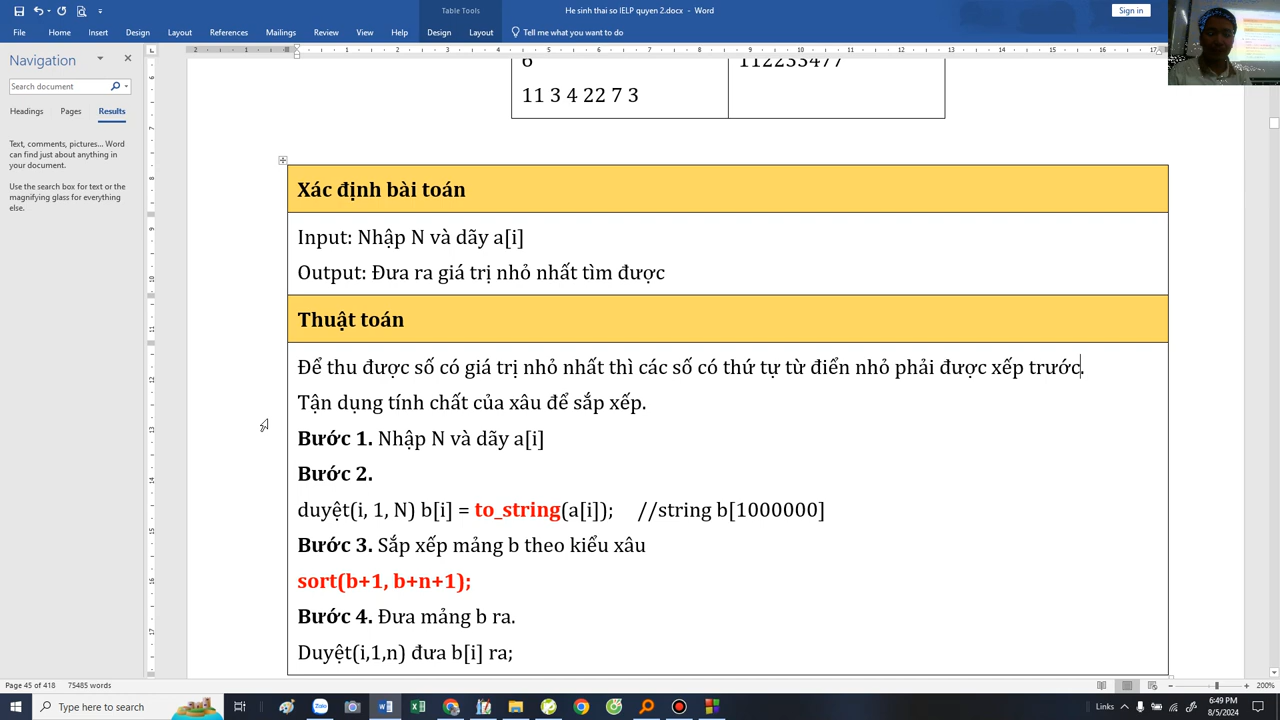 Table Tools
He sinh thai so IELP quyen 2.docx - Word
Sign in
File Home Insert Design Layout References Mailings Review View Help Design Layout Tell me what you want to do
Navigation
Search document
Headings Pages Results
Text, comments, pictures... Word
can find just about anything in
your document.
Use the search box for text or the
magnifying glass for everything
else.
6
112233477
11 3 4 22 7 3
Xác định bài toán
Input: Nhập N và dãy a[i]
Output: Đưa ra giá trị nhỏ nhất tìm được
Thuật toán
Để thu được số có giá trị nhỏ nhất thì các số có thứ tự từ điển nhỏ phải được xếp trước.
Tận dụng tính chất của xâu để sắp xếp.
Bước 1. Nhập N và dãy a[i]
Bước 2.
duyệt(i, 1, N) b[i] = to_string(a[i]); //string b[1000000]
Bước 3. Sắp xếp mảng b theo kiểu xâu
sort(b+1, b+n+1);
Bước 4. Đưa mảng b ra.
Duyệt(i,1,n) đưa b[i] ra;
Page 45 of 418 75485 words
200%
Type here to search
6:49 PM
8/5/2024